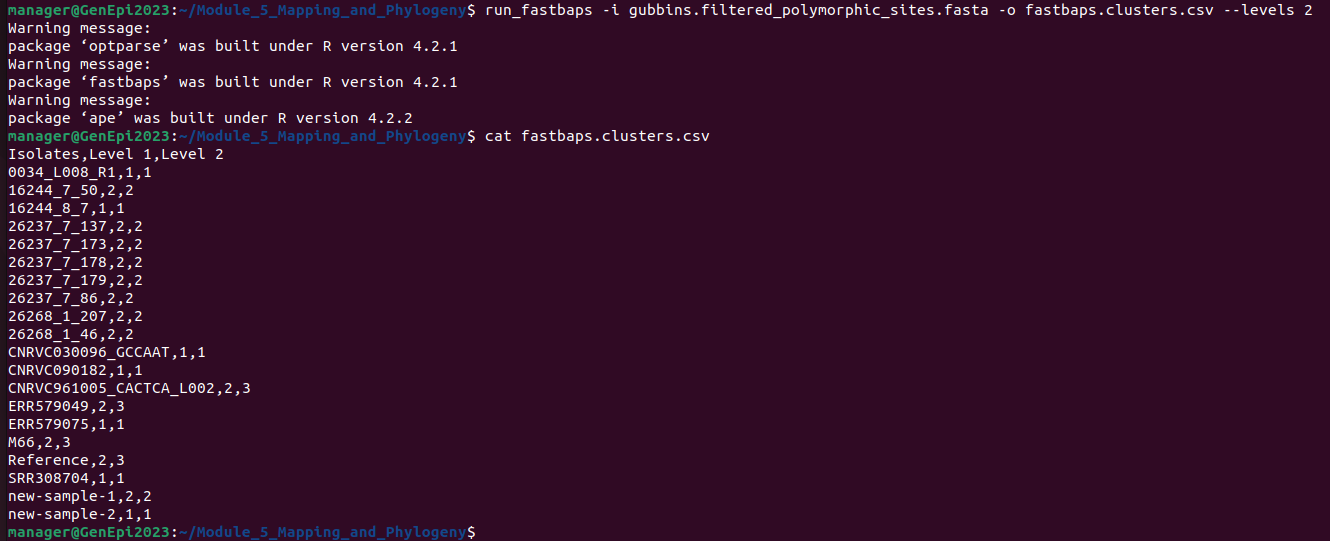 manager@GenEpi2023:~/Module_5_Mapping_and_Phylogeny$ run_fastbaps -i gubbins.filtered_polymorphic_sites.fasta -o fastbaps.clusters.csv --levels 2
Warning message:
package ‘optparse’ was built under R version 4.2.1
Warning message:
package ‘fastbaps’ was built under R version 4.2.1
Warning message:
package ‘ape’ was built under R version 4.2.2
manager@GenEpi2023:~/Module_5_Mapping_and_Phylogeny$ cat fastbaps.clusters.csv
Isolates,Level 1,Level 2
0034_L008_R1,1,1
16244_7_50,2,2
16244_8_7,1,1
26237_7_137,2,2
26237_7_173,2,2
26237_7_178,2,2
26237_7_179,2,2
26237_7_86,2,2
26268_1_207,2,2
26268_1_46,2,2
CNRVC030096_GCCAAT,1,1
CNRVC090182,1,1
CNRVC961005_CACTCA_L002,2,3
ERR579049,2,3
ERR579075,1,1
M66,2,3
Reference,2,3
SRR308704,1,1
new-sample-1,2,2
new-sample-2,1,1
manager@GenEpi2023:~/Module_5_Mapping_and_Phylogeny$